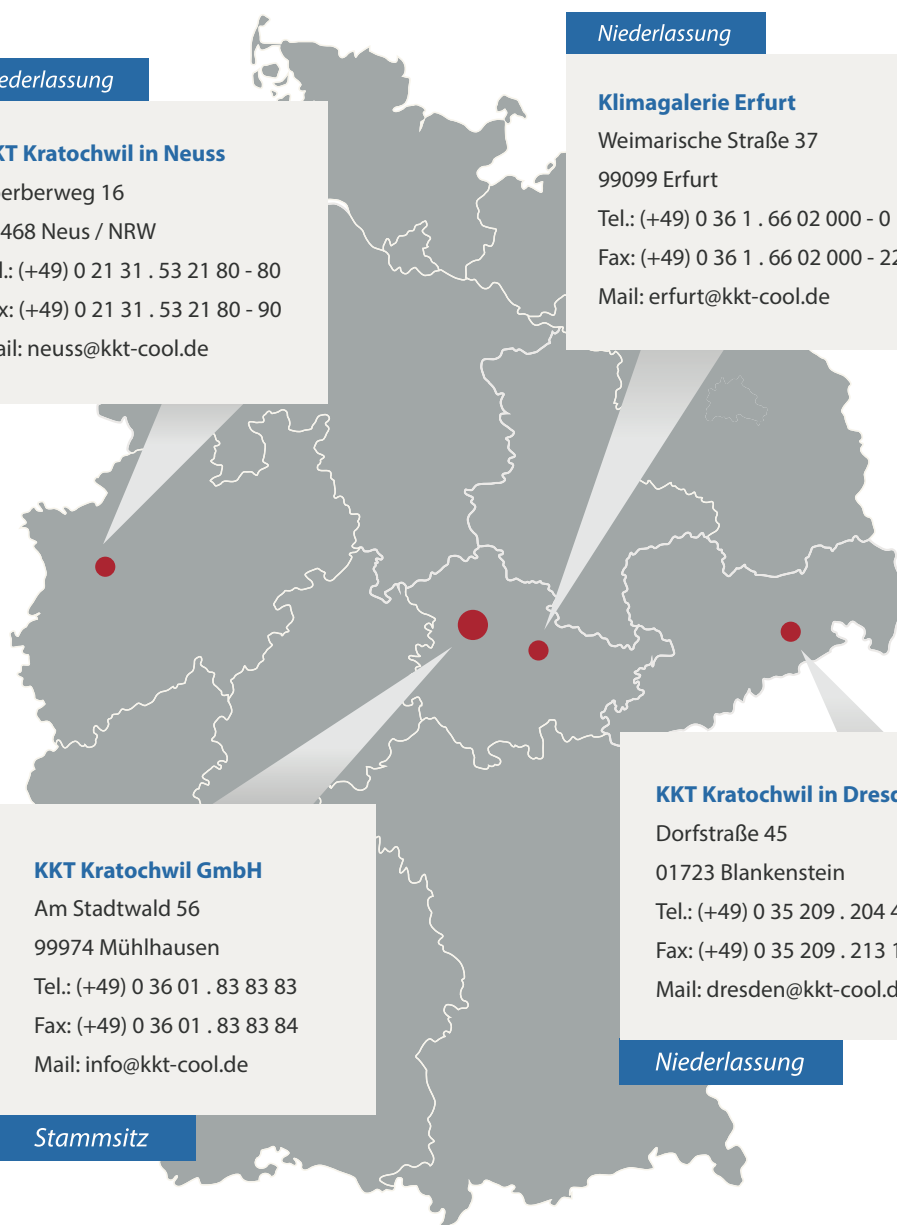 Niederlassung
Klimagalerie Erfurt
Weimarische Straße 37
99099 Erfurt
Tel.: (+49) 0 36 1 . 66 02 000 - 0
Fax: (+49) 0 36 1 . 66 02 000 - 22
Mail: erfurt@kkt-cool.de
ederlassung
KT Kratochwil in Neuss
erberweg 16
468 Neus / NRW
l.: (+49) 0 21 31 . 53 21 80 - 80
x: (+49) 0 21 31 . 53 21 80 - 90
ail: neuss@kkt-cool.de
KKT Kratochwil GmbH
Am Stadtwald 56
99974 Mühlhausen
Tel.: (+49) 0 36 01 . 83 83 83
Fax: (+49) 0 36 01 . 83 83 84
Mail: info@kkt-cool.de
Stammsitz
KKT Kratochwil in Dresd
Dorfstraße 45
01723 Blankenstein
Tel.: (+49) 0 35 209 . 204 4
Fax: (+49) 0 35 209 . 213 1
Mail: dresden@kkt-cool.d
Niederlassung